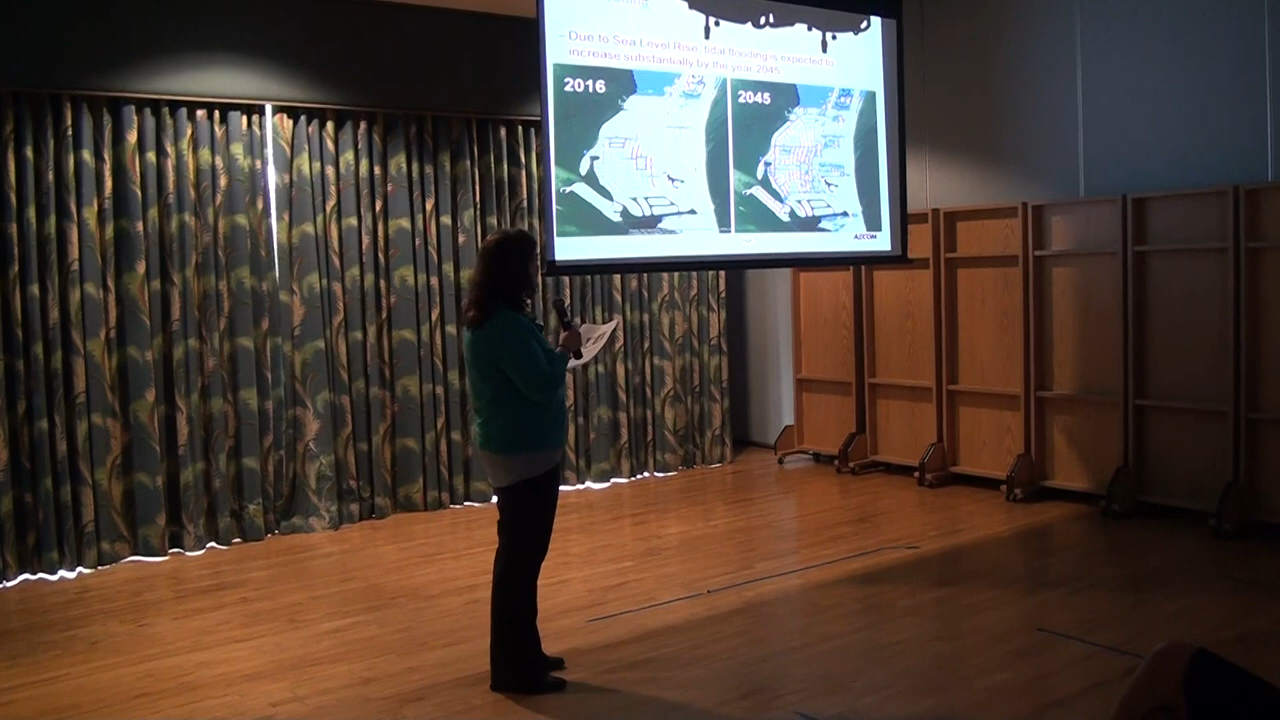 – Due to Sea Level Rise, tidal flooding is expected to
increase substantially by the year 2045
2016
2045
AECOM